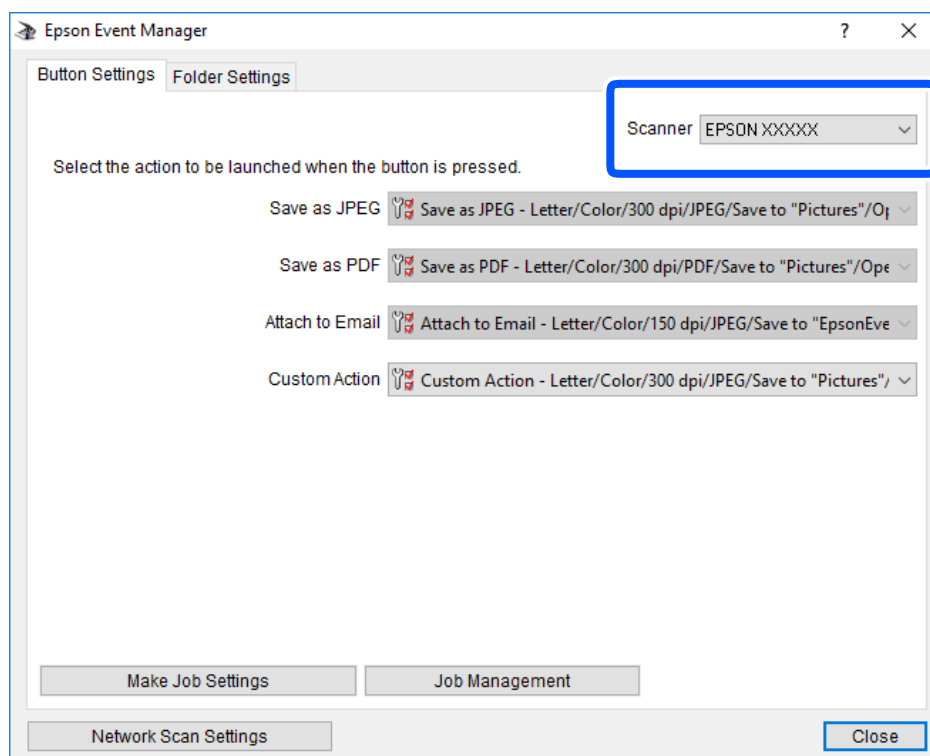 Epson Event Manager
?
Button Settings
Folder Settings
Scanner
EPSON XXXXX
Select the action to be launched when the button is pressed.
Save as JPEG
Save as JPEG - Letter/Color/300 dpi/JPEG/Save to "Pictures"/Op
Save as PDF
Save as PDF - Letter/Color/300 dpi/PDF/Save to "Pictures"/Ope
Attach to Email
Attach to Email - Letter/Color/150 dpi/JPEG/Save to "EpsonEve
Custom Action
Custom Action - Letter/Color/300 dpi/JPEG/Save to "Pictures"/
Make Job Settings
Job Management
Network Scan Settings
Close